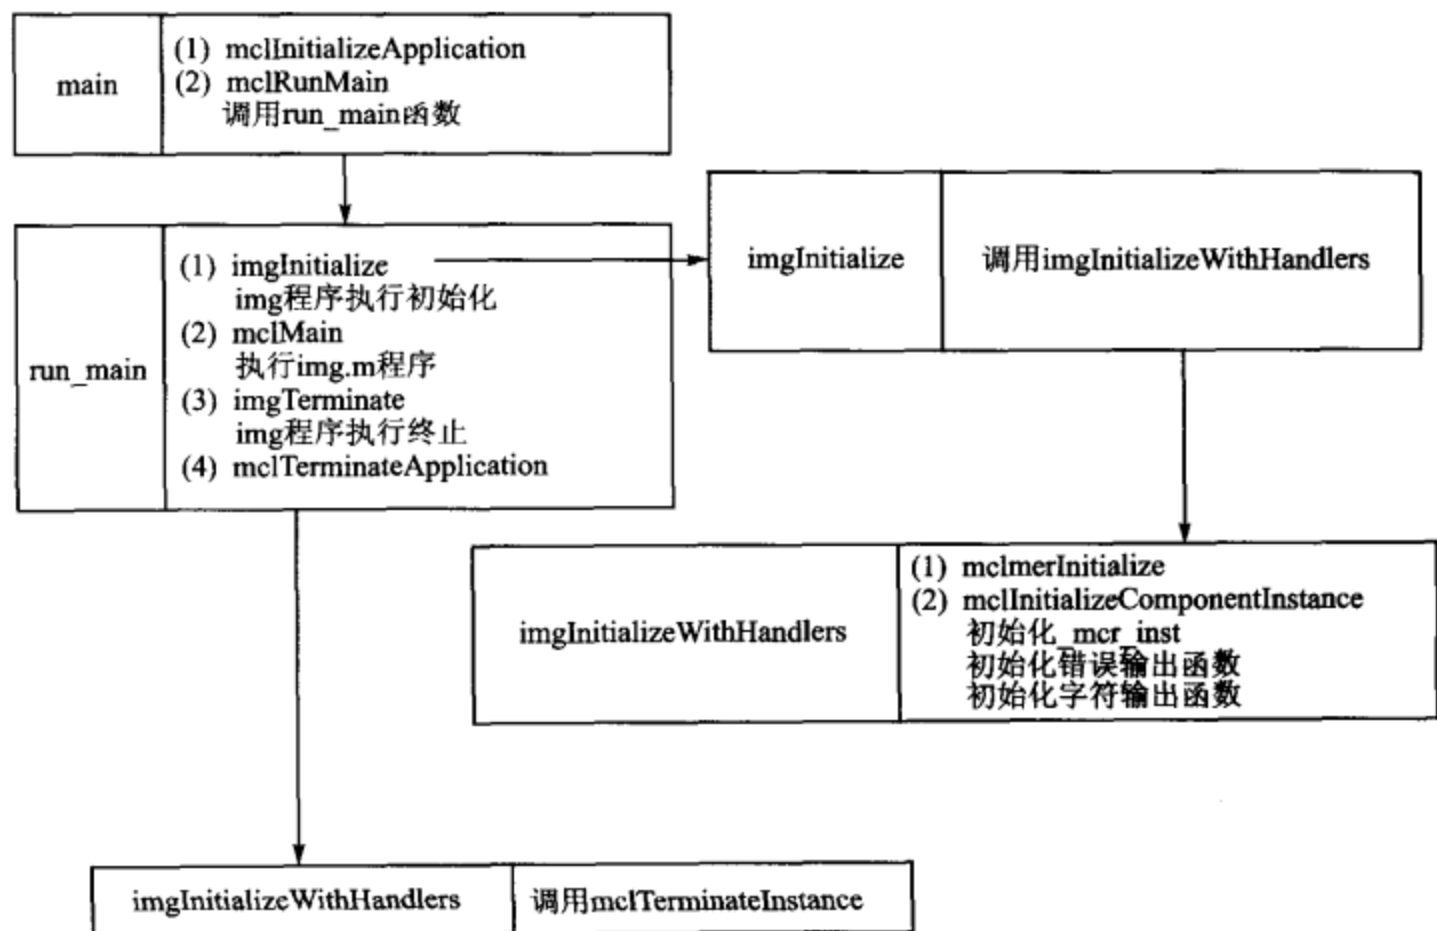 main
(1) mclInitializeApplication
(2) mclRunMain
调用run_main函数
run_main
(1) imgInitialize
img程序执行初始化
(2) mclMain
执行img.m程序
(3) imgTerminate
img程序执行终止
(4) mclTerminateApplication
imgInitialize
调用imgInitializeWithHandlers
imgInitializeWithHandlers
(1) mclmerInitialize
(2) mclInitializeComponentInstance
初始化_mcr_inst
初始化错误输出函数
初始化字符输出函数
imgInitializeWithHandlers
调用mclTerminateInstance